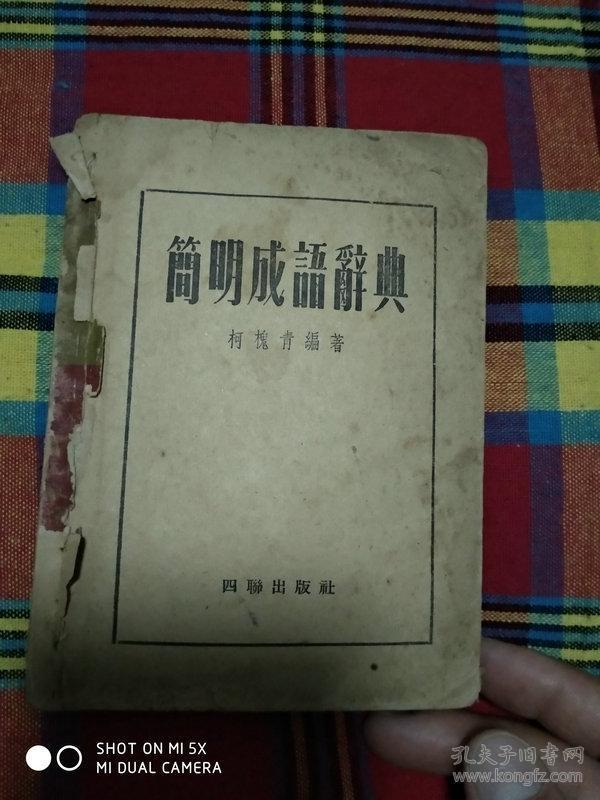 簡明成語辭典
柯槐青編著
四聯出版社
SHOT ON MI 5X
MI DUAL CAMERA
孔夫子旧书网
www.kongfz.com